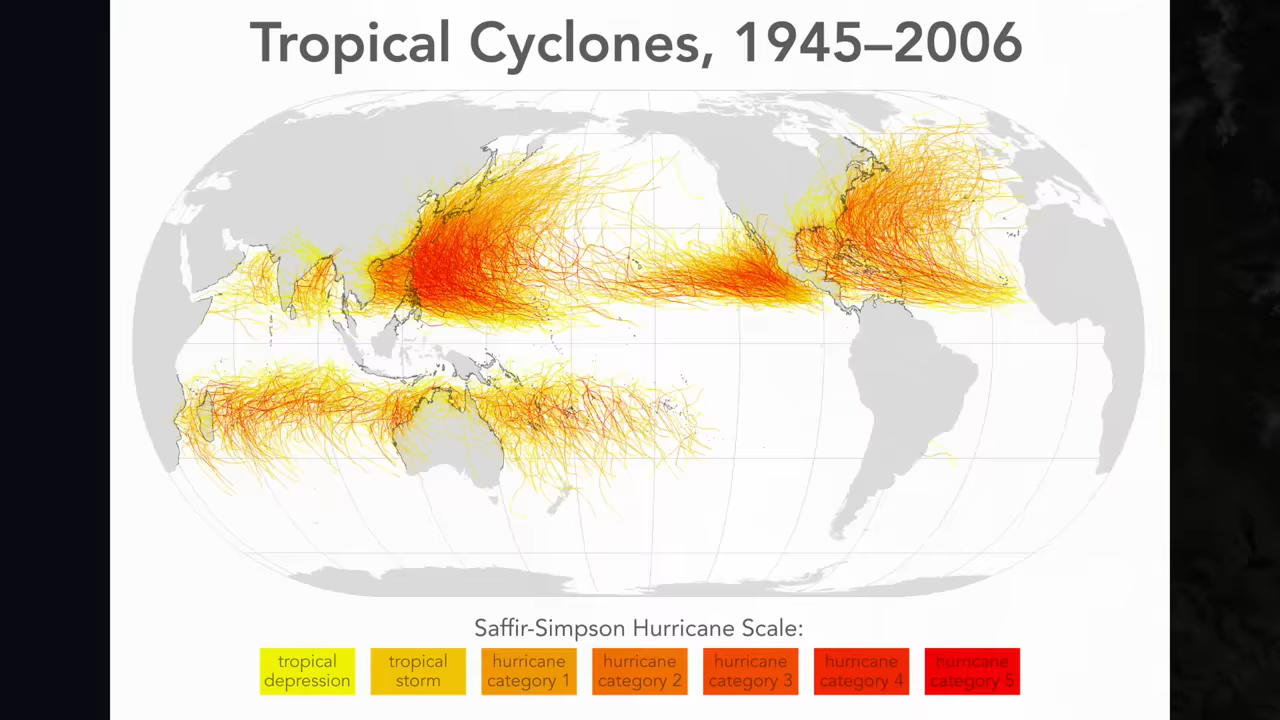 Tropical Cyclones, 1945–2006
Saffir-Simpson Hurricane Scale:
tropical depression
tropical storm
hurricane category 1
hurricane category 2
hurricane category 3
hurricane category 4
hurricane category 5